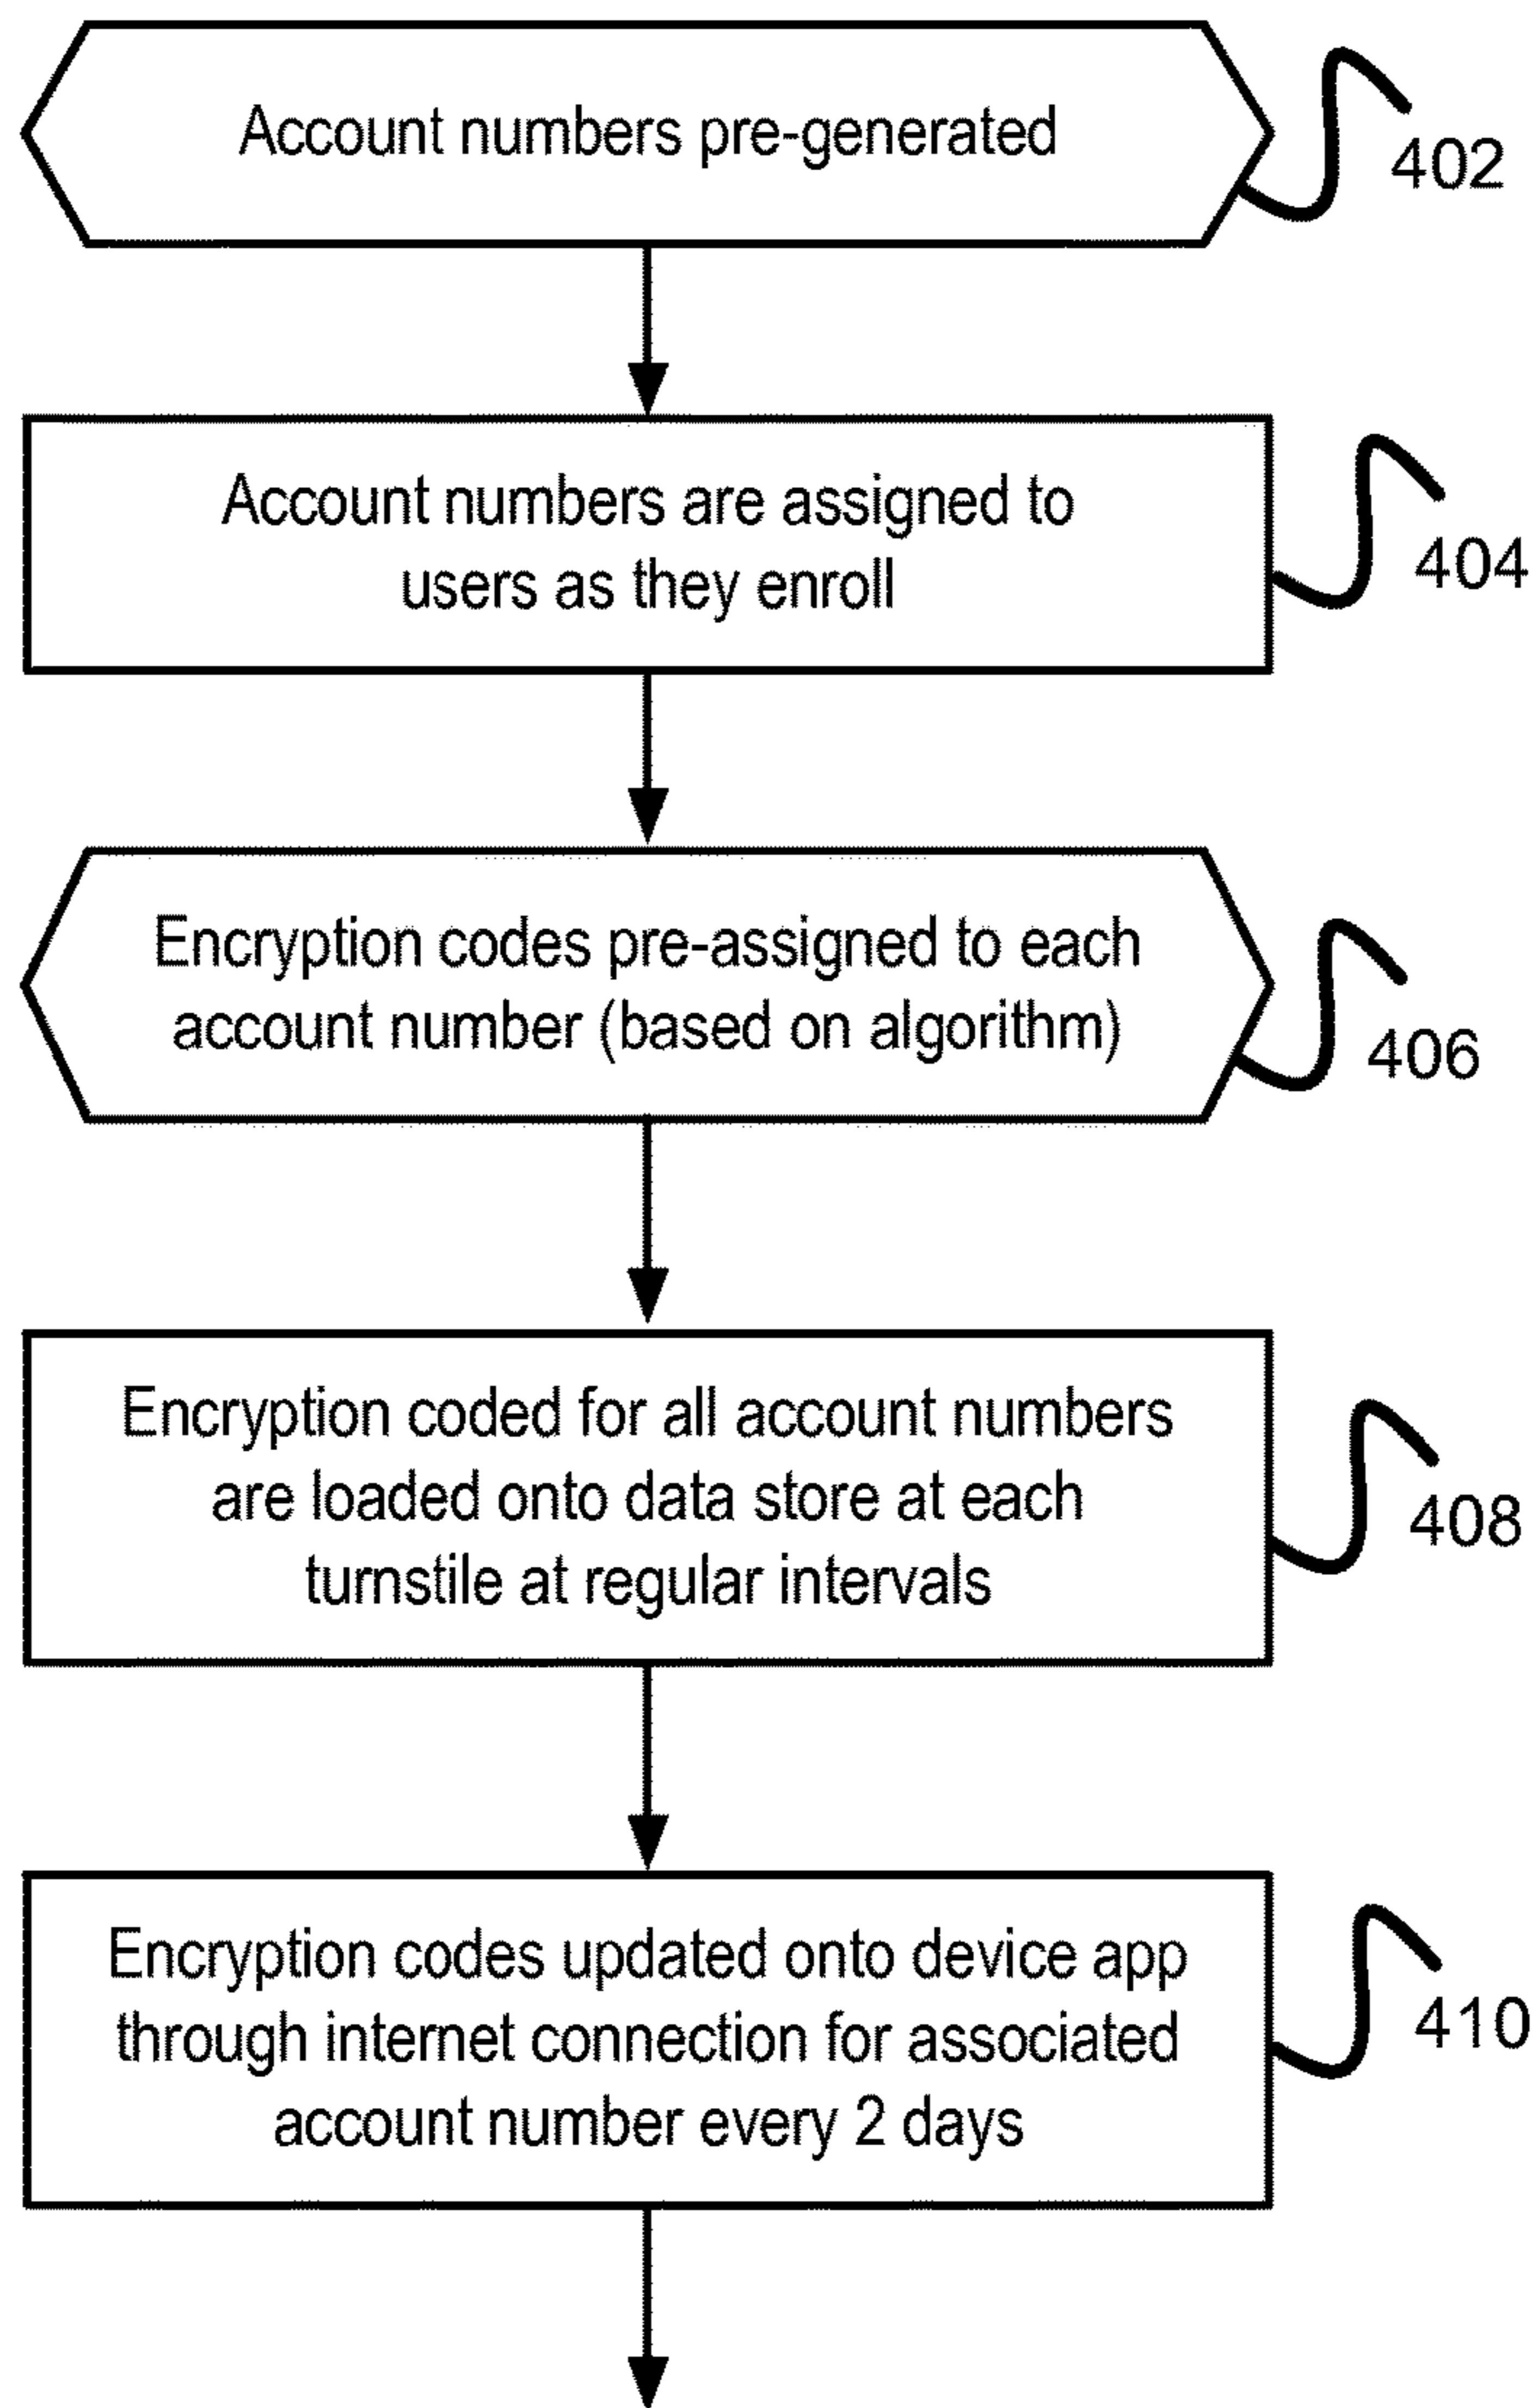 Account numbers pre-generated
402
Account numbers are assigned to
users as they enroll
404
Encryption codes pre-assigned to each
account number (based on algorithm)
406
Encryption coded for all account numbers
are loaded onto data store at each
turnstile at regular intervals
408
Encryption codes updated onto device app
through internet connection for associated
account number every 2 days
410